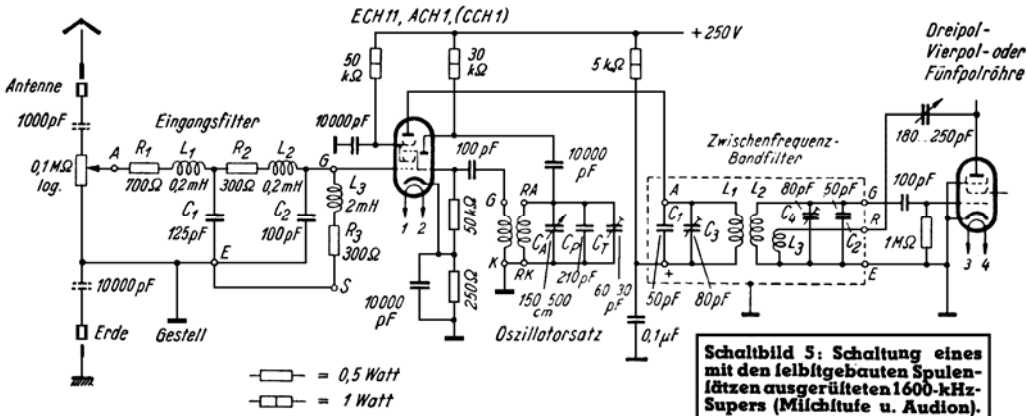 ECH11, ACH1, (CCH1)
+250V
Dreipol-
Vierpol- oder
Fünfpolröhre
50
kΩ
30
kΩ
5kΩ
Antenne
1000pF
Eingangsfilter
10000pF
0,1MΩ
log.
A
R1
700Ω
L1
0,2mH
R2
300Ω
L2
0,2mH
G
L3
2mH
C1
125pF
C2
100pF
R3
300Ω
E
S
10000pF
Erde
Gestell
1
2
100pF
50kΩ
250Ω
10000
pF
10000
pF
G
RA
K
RK
CA
CP
CT
150 500
cm
210pF
60 30
pF
Oszillatorsatz
Zwischenfrequenz-
Bandfilter
A
C1
C3
L1
L2
L3
80pF
C4
50pF
C2
G
R
E
+
50pF
80pF
0,1µF
180...250pF
100pF
1MΩ
3
4
= 0,5 Watt
= 1 Watt
Schaltbild 5: Schaltung eines
mit den ſelbſtgebauten Spulen-
ſätzen ausgerüſteten 1600-kHz-
Supers (Miſchſtufe u. Audion).